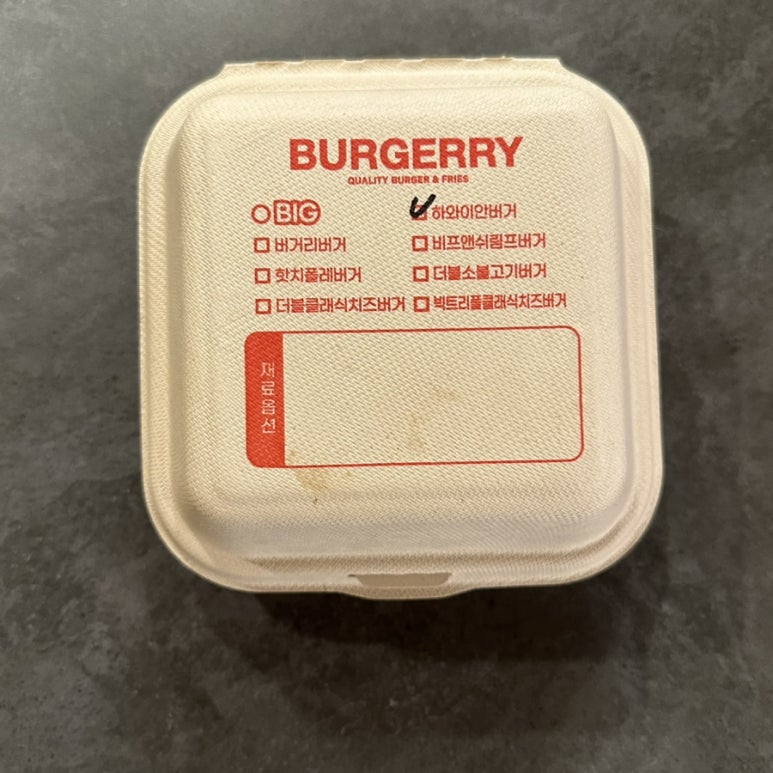 BURGERRY
QUALITY BURGER & FRIES
BIG 하와이안버거
버거리버거 비프앤쉬림프버거
핫치폴레버거 더블소불고기버거
더블클래식치즈버거 빅트리플클래식치즈버거
재료옵션